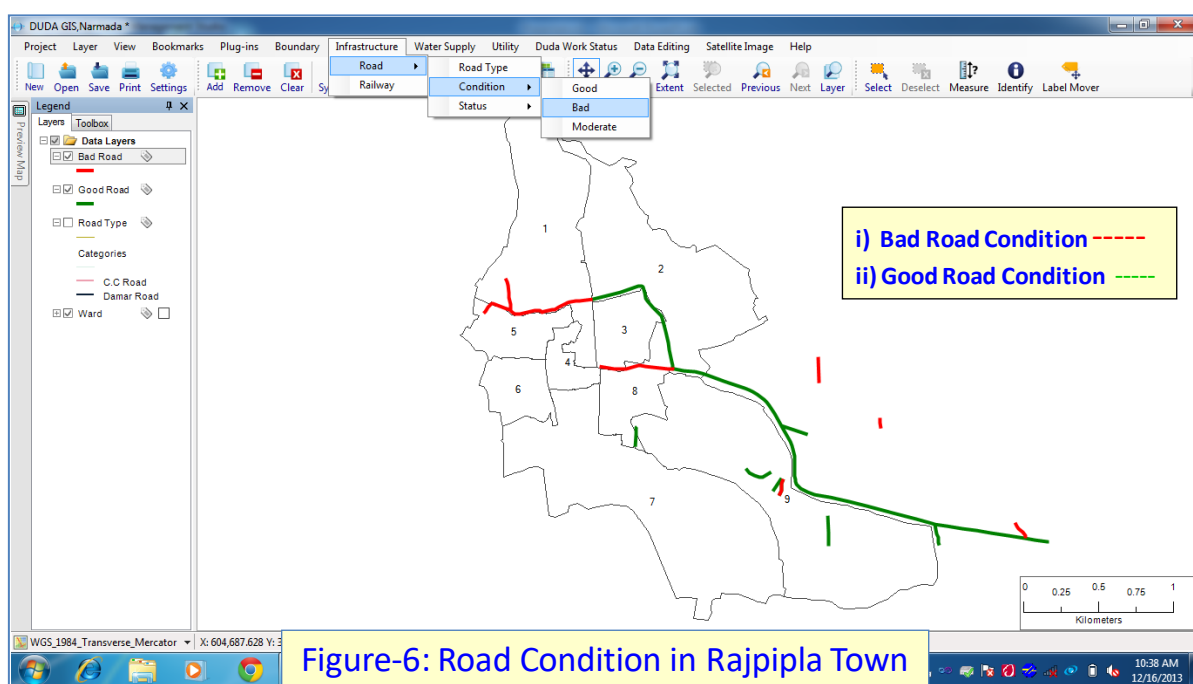 DUDA GIS,Narmada *
Project Layer View Bookmarks Plug-ins Boundary Infrastructure Water Supply Utility Duda Work Status Data Editing Satellite Image Help
Road
Railway
Road Type
Condition
Status
Good
Bad
Moderate
New Open Save Print Settings Add Remove Clear Sy Extent Selected Previous Next Layer Select Deselect Measure Identify Label Mover
Legend
Layers Toolbox
Preview Map
Data Layers
Bad Road
Good Road
Road Type
Categories
C.C Road
Damar Road
Ward
1
2
3
5
4
6
8
7
9
i) Bad Road Condition -----
ii) Good Road Condition -----
0 0.25 0.5 0.75 1
Kilometers
WGS_1984_Transverse_Mercator X: 604,687.628 Y: 
Figure-6: Road Condition in Rajpipla Town
10:38 AM
12/16/2013